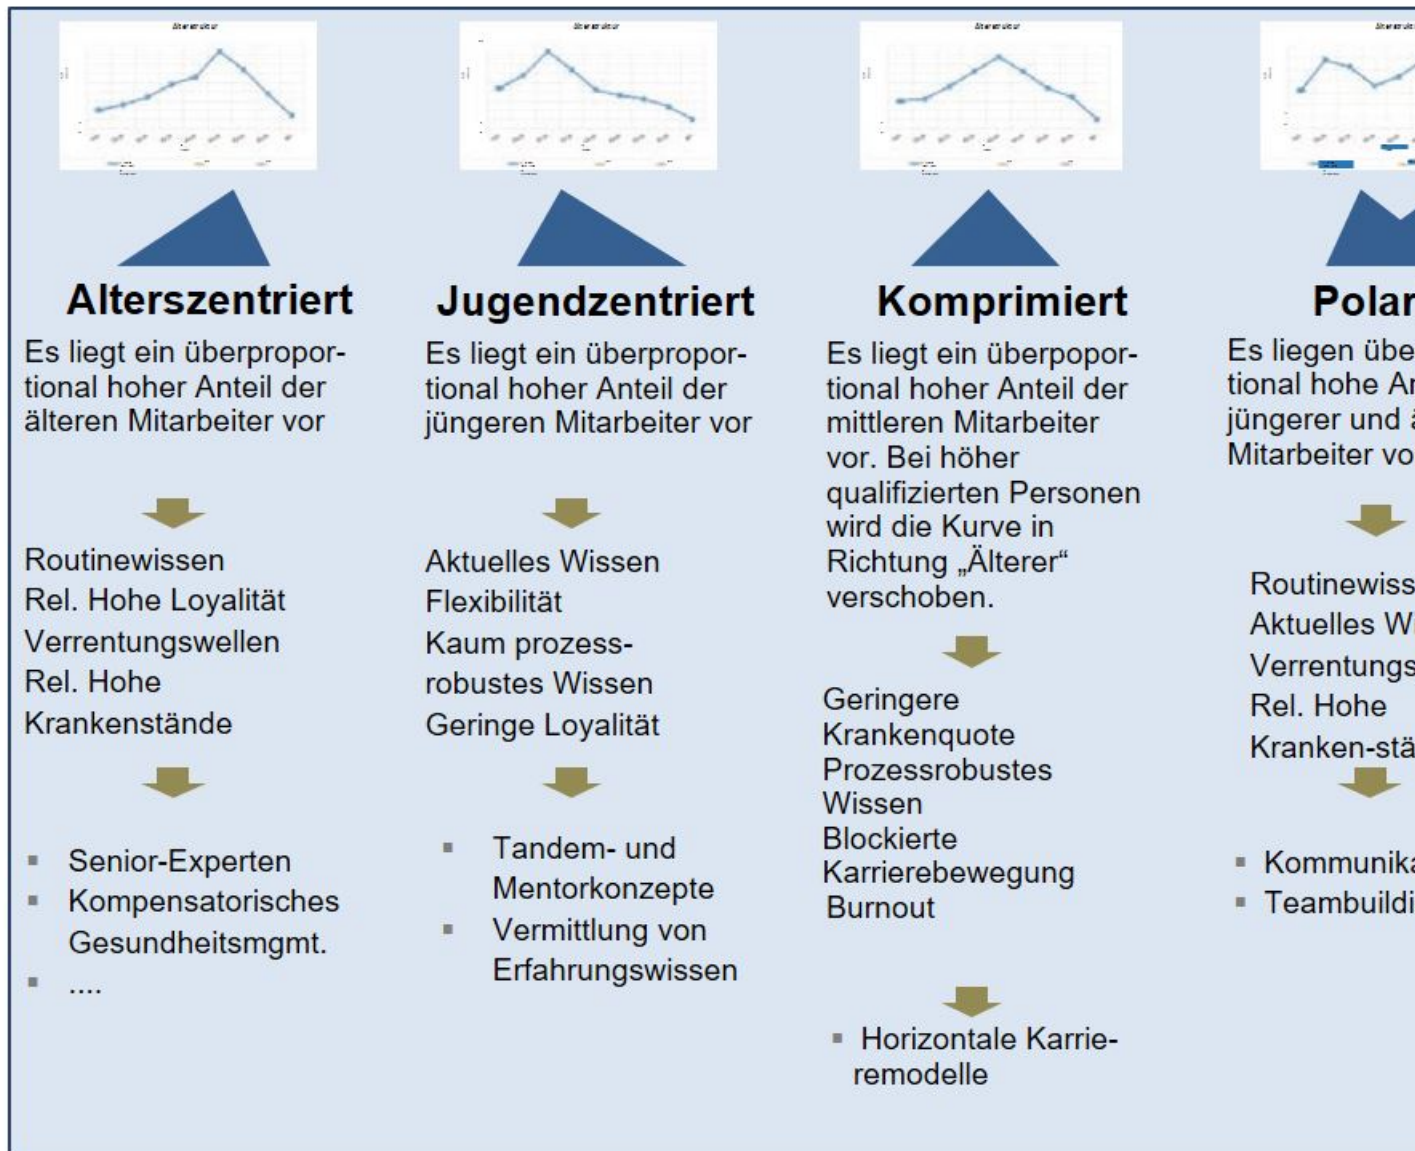 Alterszentriert
Es liegt ein überpropor-
tional hoher Anteil der
älteren Mitarbeiter vor
Routinewissen
Rel. Hohe Loyalität
Verrentungswellen
Rel. Hohe
Krankenstände
Senior-Experten
Kompensatorisches
Gesundheitsmgmt.
....
Jugendzentriert
Es liegt ein überpropor-
tional hoher Anteil der
jüngeren Mitarbeiter vor
Aktuelles Wissen
Flexibilität
Kaum prozess-
robustes Wissen
Geringe Loyalität
Tandem- und
Mentorkonzepte
Vermittlung von
Erfahrungswissen
Komprimiert
Es liegt ein überpopor-
tional hoher Anteil der
mittleren Mitarbeiter
vor. Bei höher
qualifizierten Personen
wird die Kurve in
Richtung „Älterer“
verschoben.
Geringere
Krankenquote
Prozessrobustes
Wissen
Blockierte
Karrierebewegung
Burnout
Horizontale Karrie-
remodelle
Polar
Es liegen übe
tional hohe A
jüngerer und ä
Mitarbeiter vo
Routinewiss
Aktuelles W
Verrentungs
Rel. Hohe
Kranken-stä
Kommunika
Teambuildi